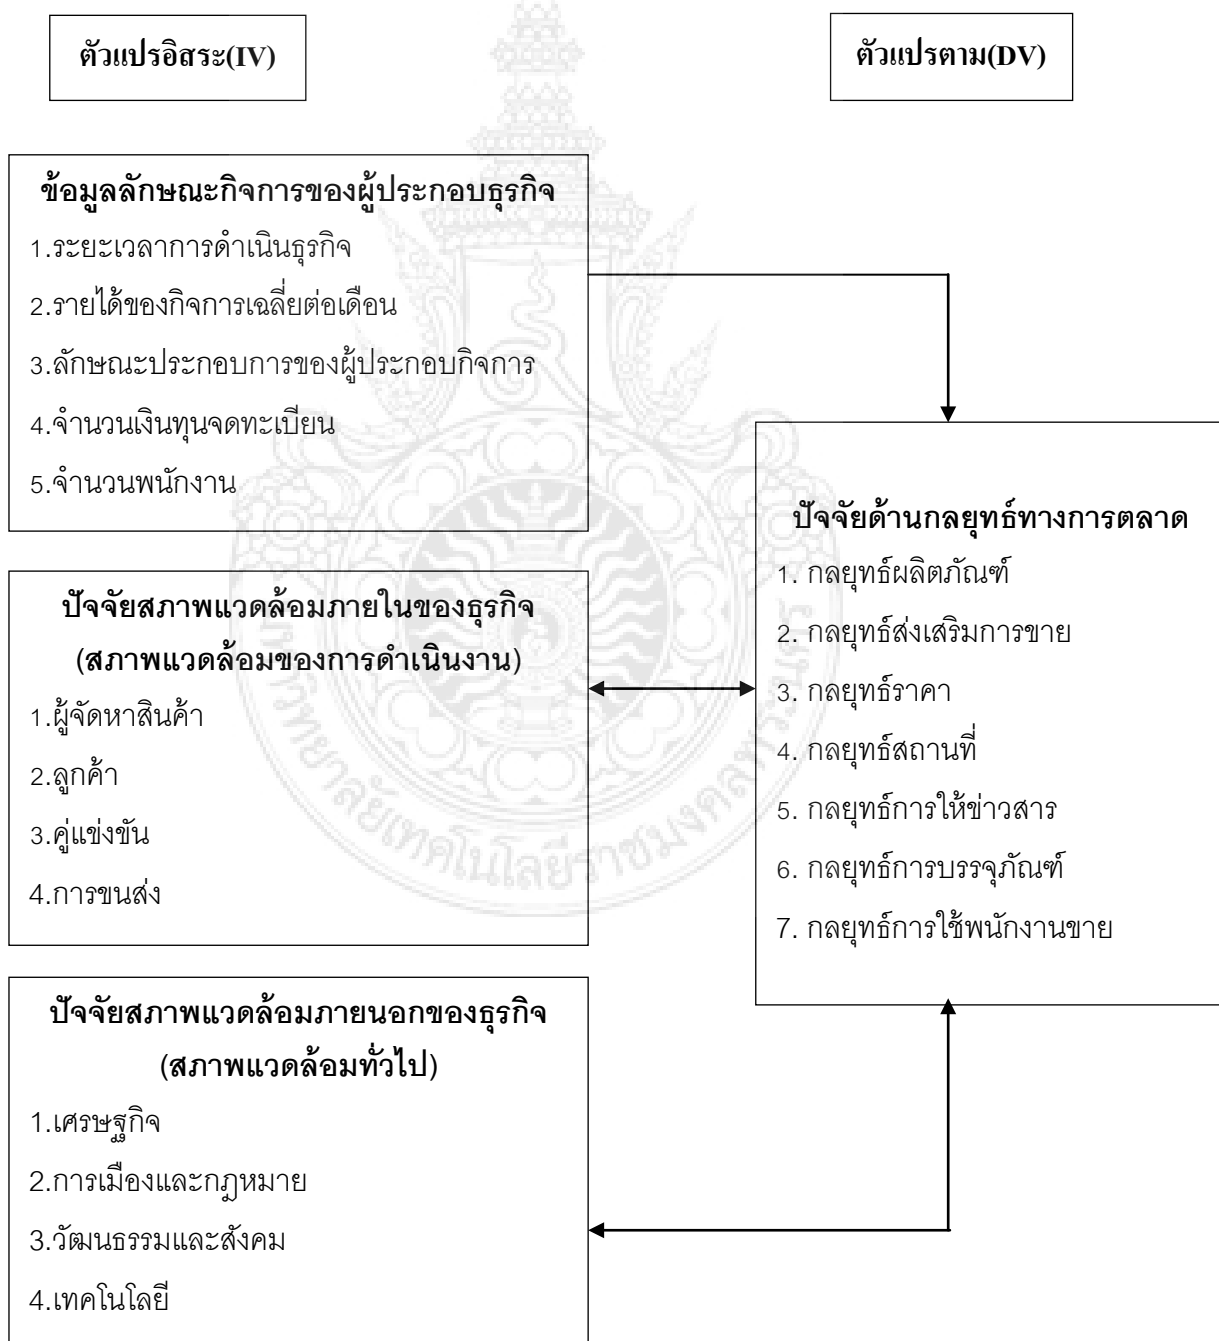 ตัวแปรอิสระ(IV)
ตัวแปรตาม(DV)
ข้อมูลลักษณะกิจการของผู้ประกอบธุรกิจ
1.ระยะเวลาการดำเนินธุรกิจ
2.รายได้ของกิจการเฉลี่ยต่อเดือน
3.ลักษณะประกอบการของผู้ประกอบกิจการ
4.จำนวนเงินทุนจดทะเบียน
5.จำนวนพนักงาน
ปัจจัยสภาพแวดล้อมภายในของธุรกิจ
(สภาพแวดล้อมของการดำเนินงาน)
1.ผู้จัดหาสินค้า
2.ลูกค้า
3.คู่แข่งขัน
4.การขนส่ง
ปัจจัยสภาพแวดล้อมภายนอกของธุรกิจ
(สภาพแวดล้อมทั่วไป)
1.เศรษฐกิจ
2.การเมืองและกฎหมาย
3.วัฒนธรรมและสังคม
4.เทคโนโลยี
ปัจจัยด้านกลยุทธ์ทางการตลาด
1. กลยุทธ์ผลิตภัณฑ์
2. กลยุทธ์ส่งเสริมการขาย
3. กลยุทธ์ราคา
4. กลยุทธ์สถานที่
5. กลยุทธ์การให้ข่าวสาร
6. กลยุทธ์การบรรจุภัณฑ์
7. กลยุทธ์การใช้พนักงานขาย